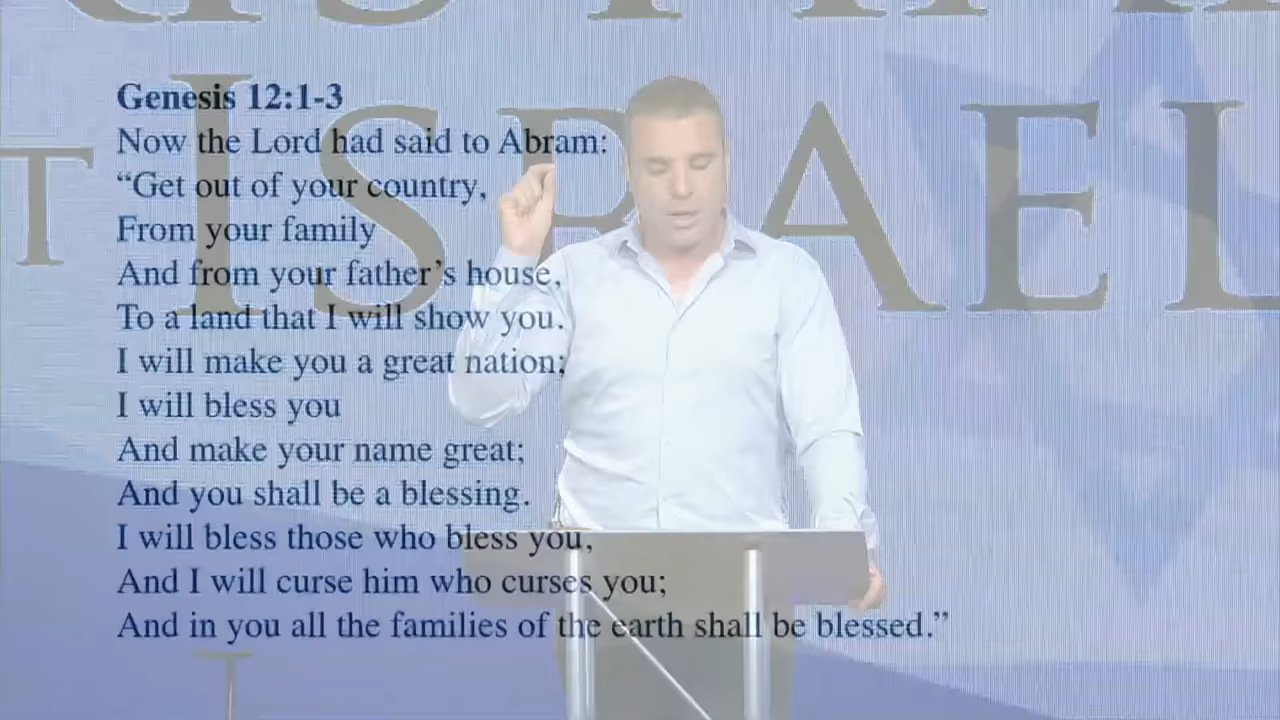 ISRAEL
T
Genesis 12:1-3
Now the Lord had said to Abram:
“Get out of your country,
From your family
And from your father’s house,
To a land that I will show you.
I will make you a great nation;
I will bless you
And make your name great;
And you shall be a blessing.
I will bless those who bless you,
And I will curse him who curses you;
And in you all the families of the earth shall be blessed.”